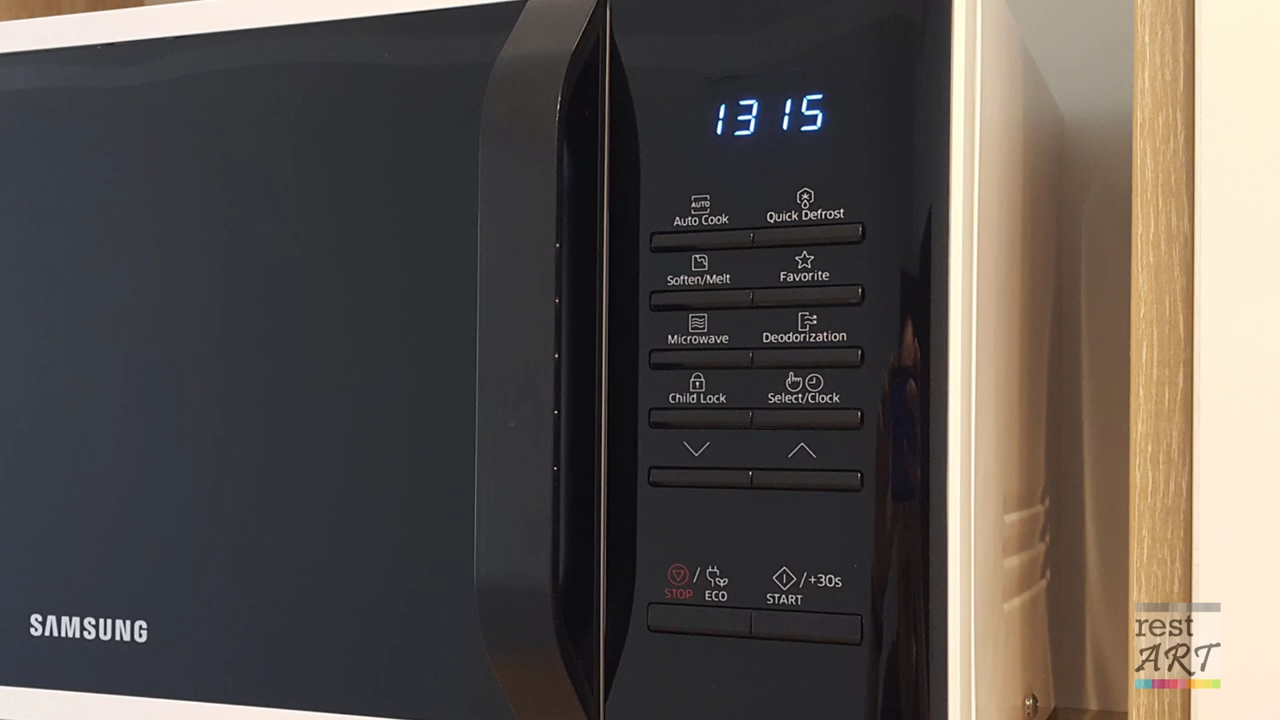 1315
AUTO
Auto Cook Quick Defrost
Soften/Melt Favorite
Microwave Deodorization
Child Lock Select/Clock
/ /+30s
STOP ECO START
SAMSUNG
rest
ART